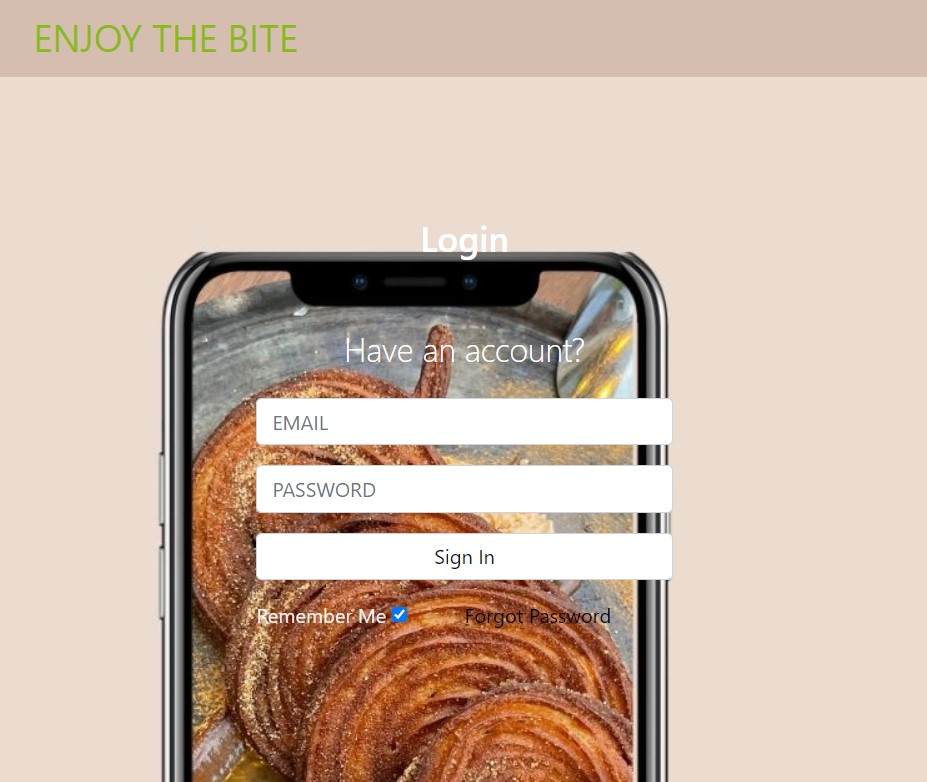 ENJOY THE BITE
Login
Have an account?
EMAIL
PASSWORD
Sign In
Remember Me Forgot Password